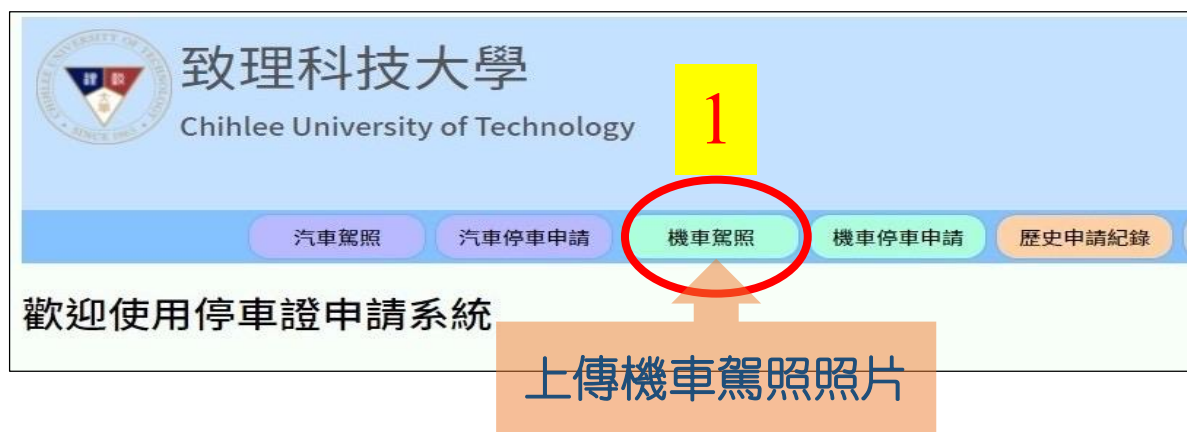 致理科技大學
Chihlee University of Technology
1
汽車駕照 汽車停車申請 機車駕照 機車停車申請 歷史申請紀錄
歡迎使用停車證申請系統
上傳機車駕照照片